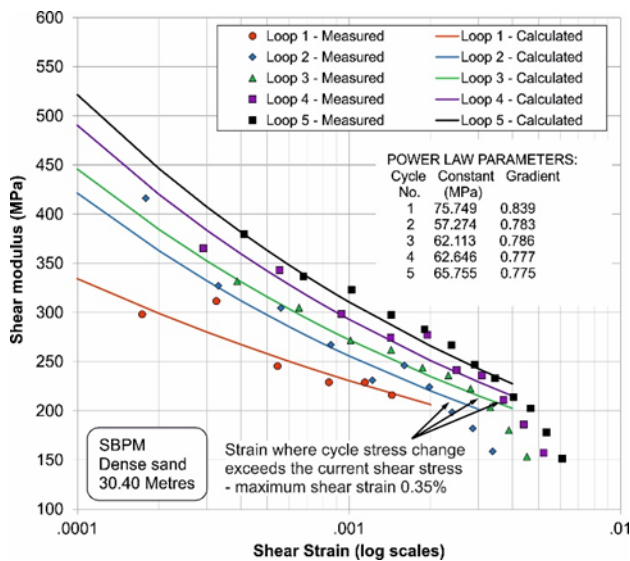 Loop 1 - Measured
Loop 2 - Measured
Loop 3 - Measured
Loop 4 - Measured
Loop 5 - Measured
Loop 1 - Calculated
Loop 2 - Calculated
Loop 3 - Calculated
Loop 4 - Calculated
Loop 5 - Calculated
POWER LAW PARAMETERS:
Cycle Constant Gradient
No. (MPa)
1 75.749 0.839
2 57.274 0.783
3 62.113 0.786
4 62.646 0.777
5 65.755 0.775
Shear modulus (MPa)
600
550
500
450
400
350
300
250
200
150
100
SBPM
Dense sand
30.40 Metres
Strain where cycle stress change
exceeds the current shear stress
- maximum shear strain 0.35%
.0001
.001
.01
Shear Strain (log scales)